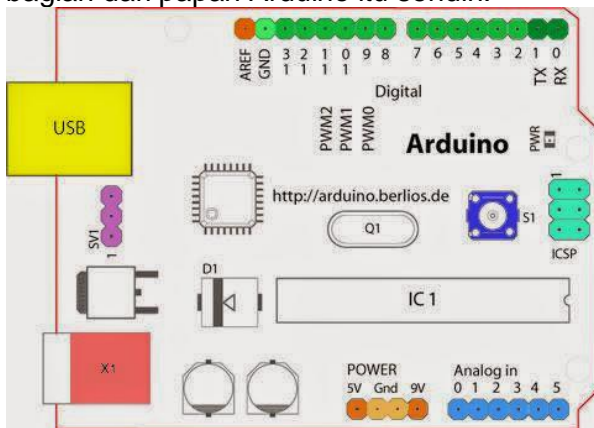 bagian dari papan Arduino itu sendiri.
AREF GND 13 12 11 10 9 8 7 6 5 4 3 2 TX 1 RX 0
Digital
USB
PWM2 PWM1 PWM0
Arduino
PWR
1
http://arduino.berlios.de
Q1
S1
SV1
1
ICSP
D1
IC 1
X1
POWER
5V Gnd 9V
Analog in
0 1 2 3 4 5